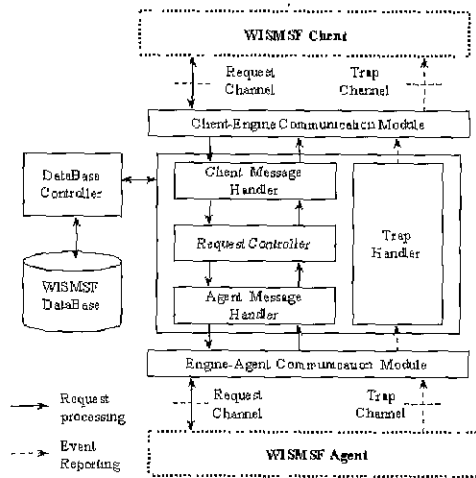 WISMSF Client
Request
Channel
Trap
Channel
Client-Engine Communication Module
DataBase
Controller
Client Message
Handler
Request Controller
Trap
Handler
WISMSF
DataBase
Agent Message
Handler
Engine-Agent Communication Module
Request
processing
Request
Channel
Trap
Channel
Event
Reporting
WISMSF Agent